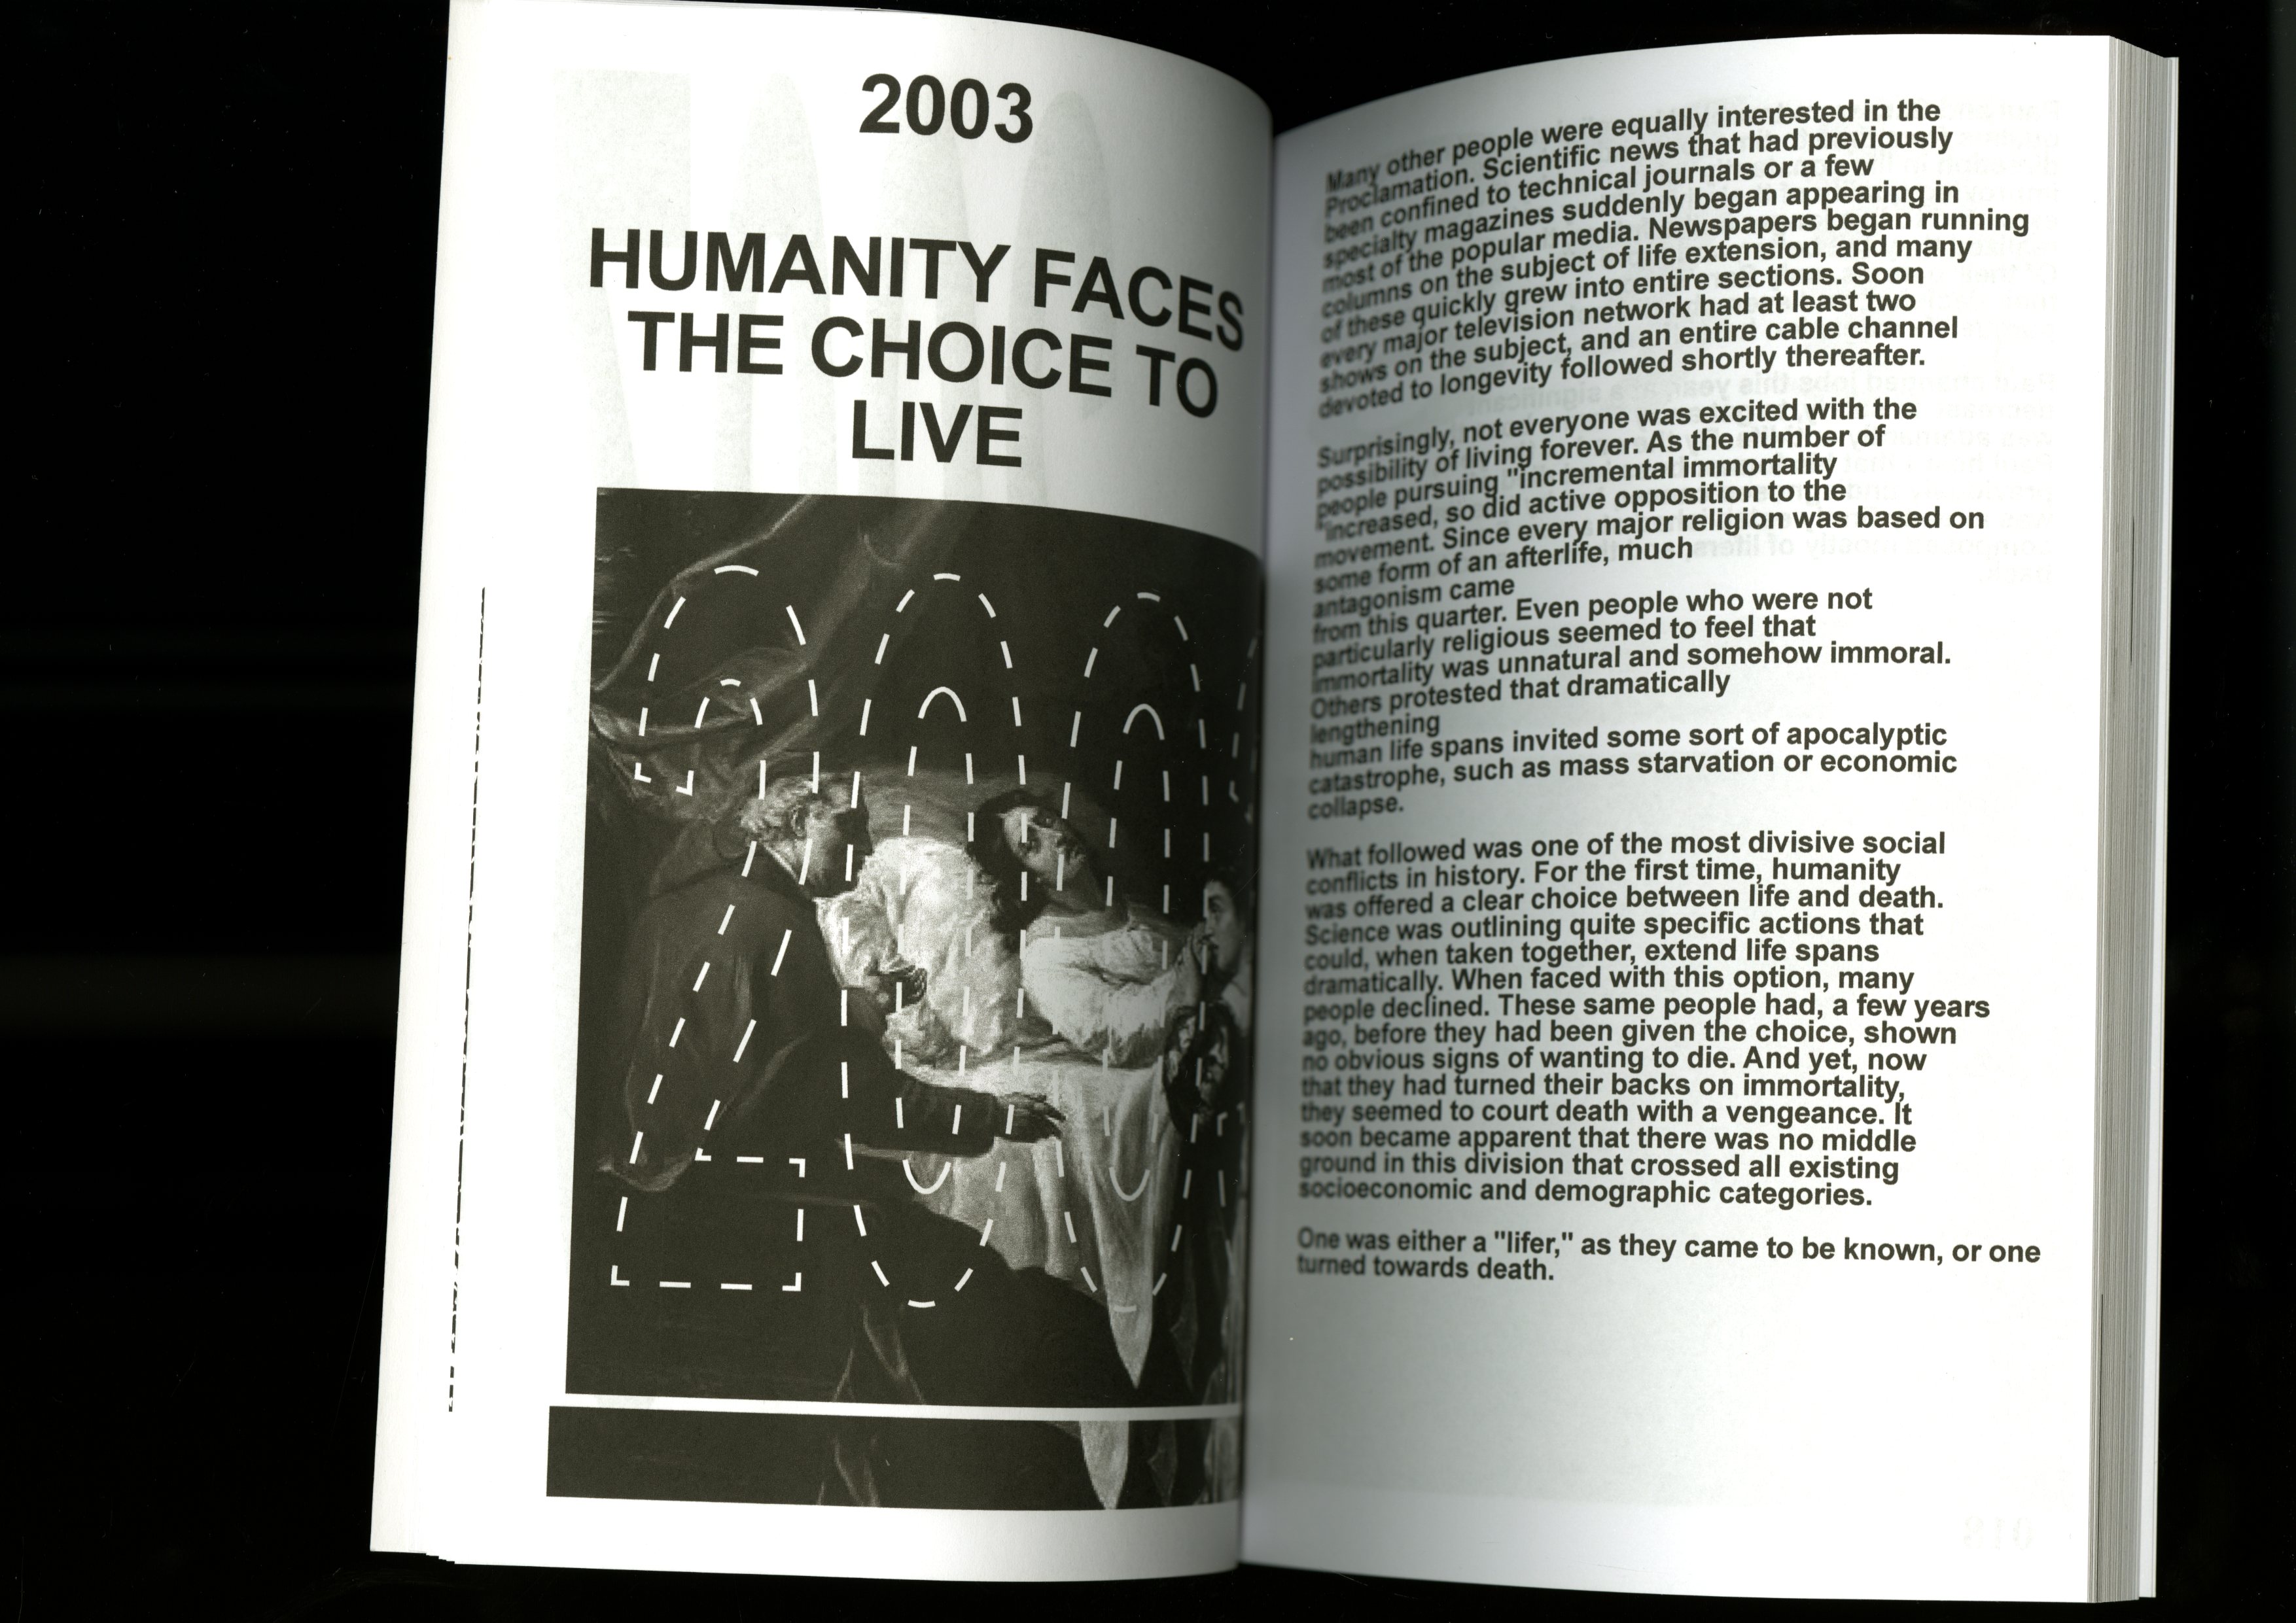 2003
HUMANITY FACES
THE CHOICE TO
LIVE
200
Many other people were equally interested in the
Proclamation. Scientific news that had previously
been confined to technical journals or a few
specialty magazines suddenly began appearing in
most of the popular media. Newspapers began running
columns on the subject of life extension, and many
of these quickly grew into entire sections. Soon
every major television network had at least two
shows on the subject, and an entire cable channel
devoted to longevity followed shortly thereafter.
Surprisingly, not everyone was excited with the
possibility of living forever. As the number of
people pursuing "incremental immortality
"increased, so did active opposition to the
movement. Since every major religion was based on
some form of an afterlife, much
antagonism came
from this quarter. Even people who were not
particularly religious seemed to feel that
immortality was unnatural and somehow immoral.
Others protested that dramatically
lengthening
human life spans invited some sort of apocalyptic
catastrophe, such as mass starvation or economic
collapse.
What followed was one of the most divisive social
conflicts in history. For the first time, humanity
was offered a clear choice between life and death.
Science was outlining quite specific actions that
could, when taken together, extend life spans
dramatically. When faced with this option, many
people declined. These same people had, a few years
ago, before they had been given the choice, shown
no obvious signs of wanting to die. And yet, now
that they had turned their backs on immortality,
they seemed to court death with a vengeance. It
soon became apparent that there was no middle
ground in this division that crossed all existing
socioeconomic and demographic categories.
One was either a "lifer," as they came to be known, or one
turned towards death.